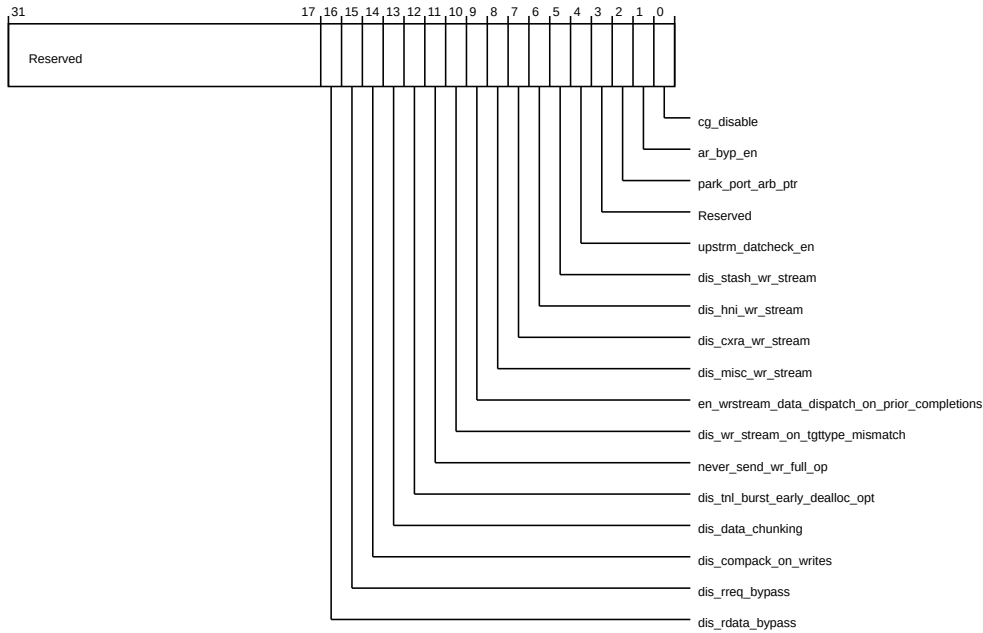 31 17 16 15 14 13 12 11 10 9 8 7 6 5 4 3 2 1 0
Reserved
cg_disable
ar_byp_en
park_port_arb_ptr
Reserved
upstrm_datcheck_en
dis_stash_wr_stream
dis_hni_wr_stream
dis_cxra_wr_stream
dis_misc_wr_stream
en_wrstream_data_dispatch_on_prior_completions
dis_wr_stream_on_tgttype_mismatch
never_send_wr_full_op
dis_tnl_burst_early_dealloc_opt
dis_data_chunking
dis_compack_on_writes
dis_rreq_bypass
dis_rdata_bypass